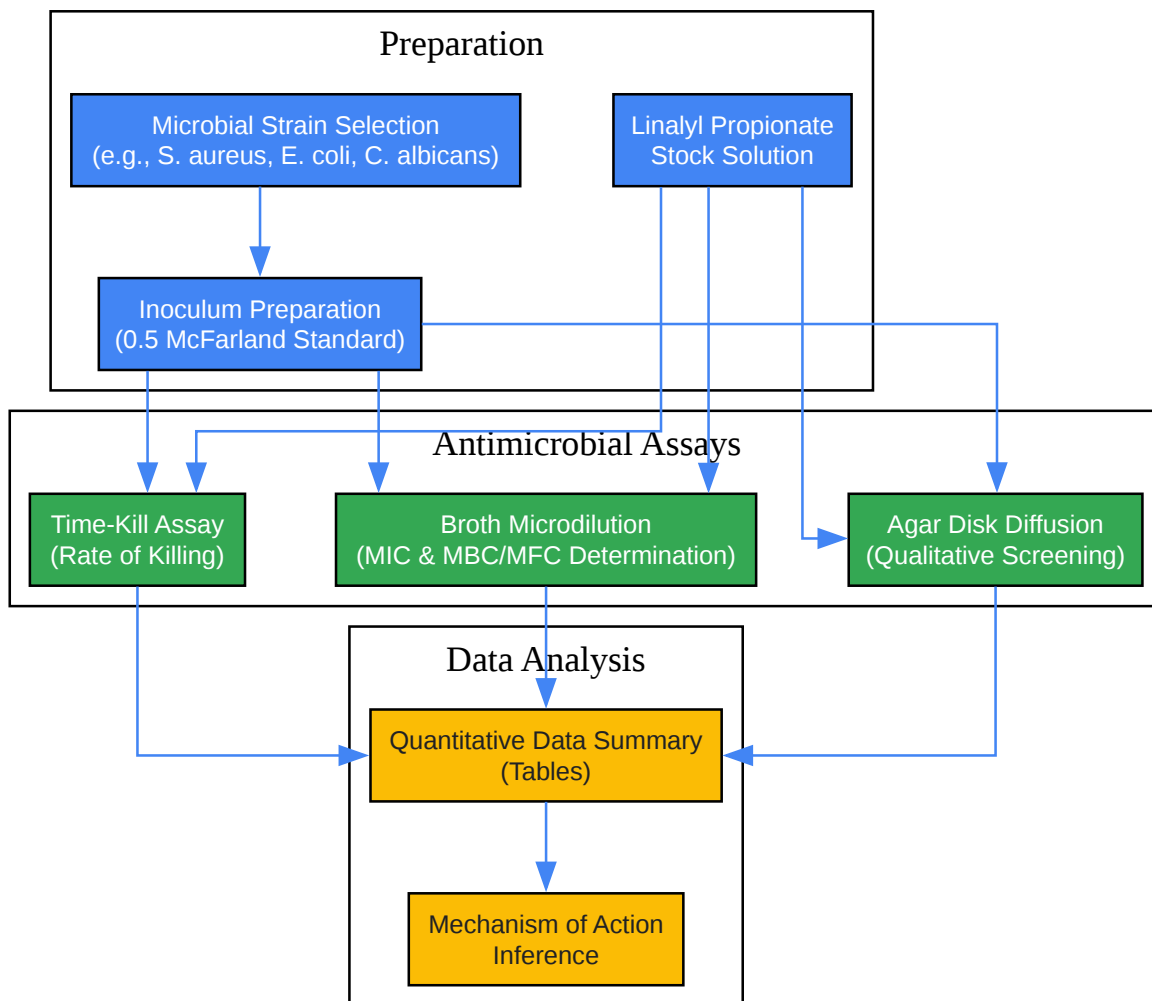 Preparation
Microbial Strain Selection
(e.g., S. aureus, E. coli, C. albicans)
Linalyl Propionate
Stock Solution
Inoculum Preparation
(0.5 McFarland Standard)
Antimicrobial Assays
Time-Kill Assay
(Rate of Killing)
Broth Microdilution
(MIC & MBC/MFC Determination)
Agar Disk Diffusion
(Qualitative Screening)
Data Analysis
Quantitative Data Summary
(Tables)
Mechanism of Action
Inference